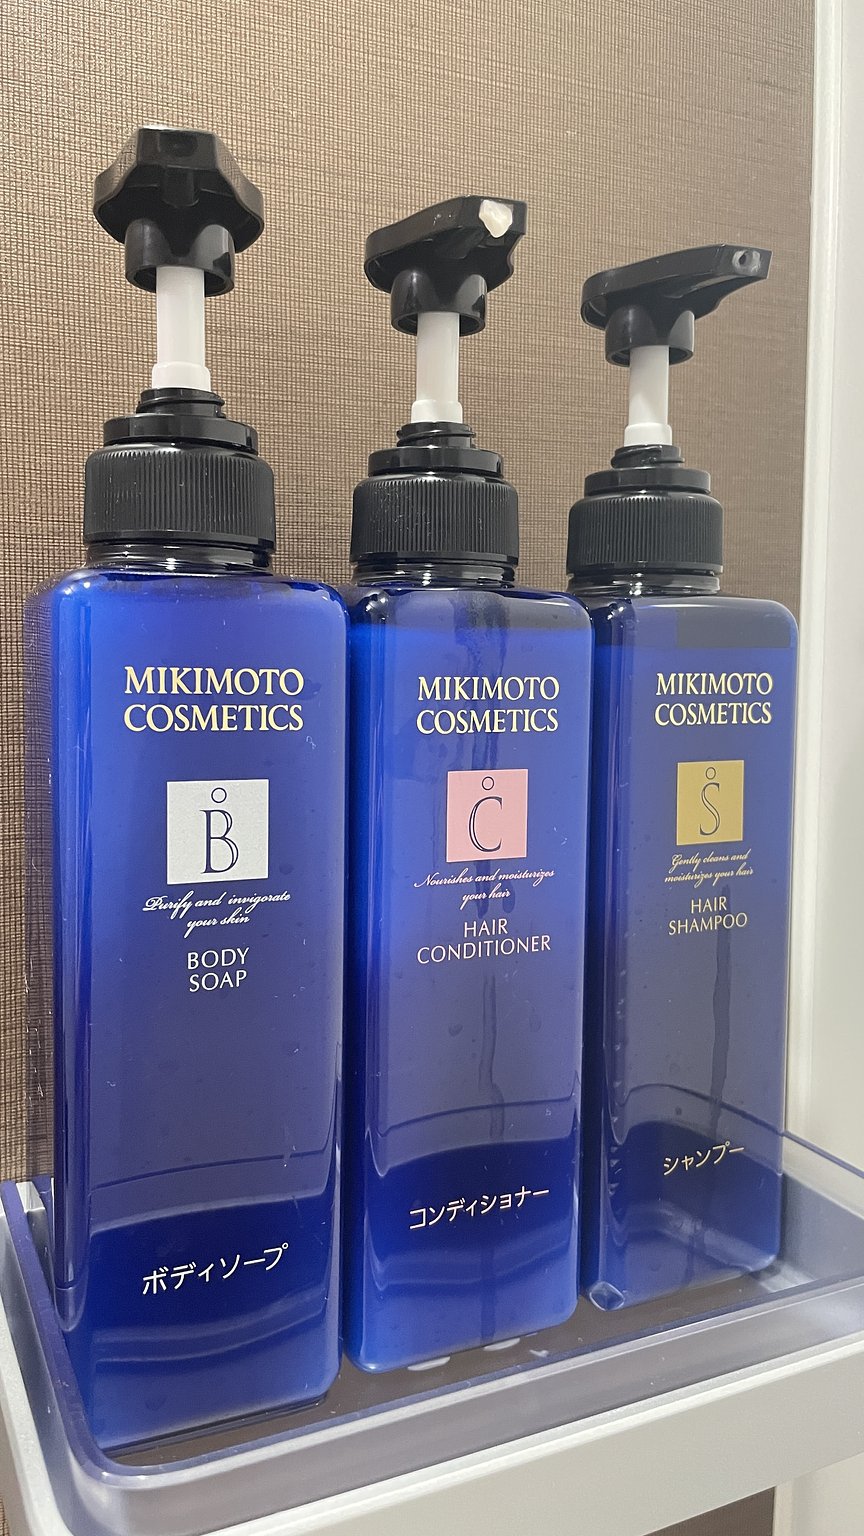 MIKIMOTO
COSMETICS
B
Purify and invigorate
your skin
BODY
SOAP
ボディソープ
MIKIMOTO
COSMETICS
C
Nourishes and moisturizes
your hair
HAIR
CONDITIONER
コンディショナー
MIKIMOTO
COSMETICS
S
Gently cleans and
moisturizes your hair
HAIR
SHAMPOO
シャンプー